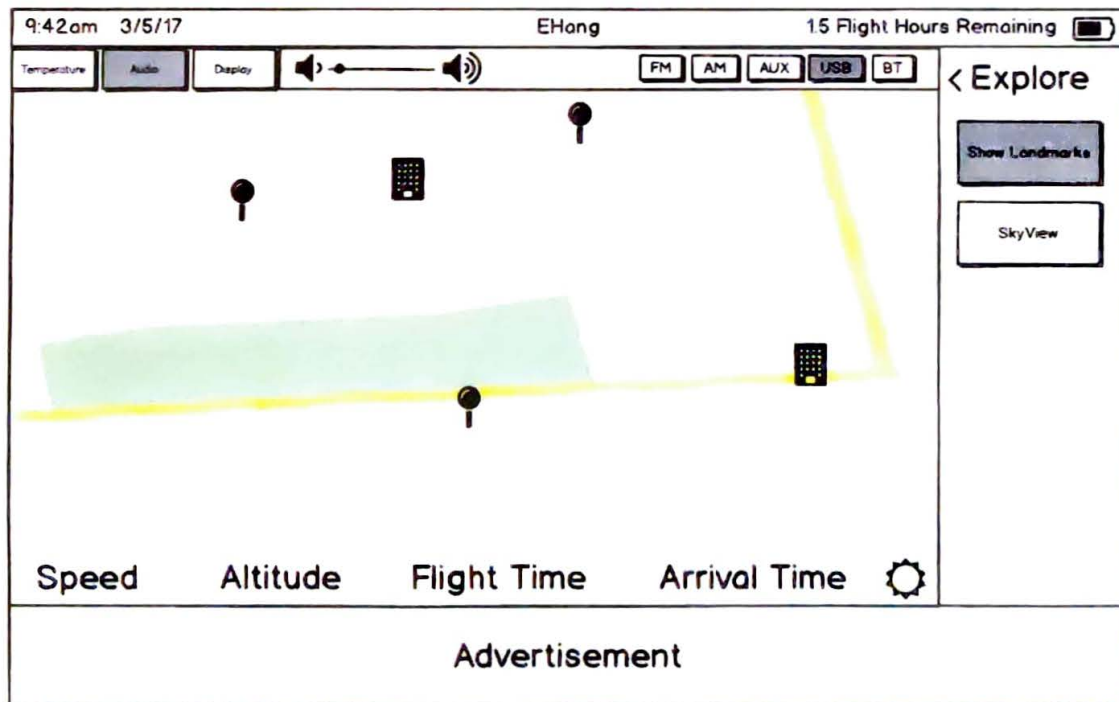 9:42am 3/5/17 EHang 1.5 Flight Hours Remaining
Temperature Audio Display FM AM AUX USB BT
< Explore
Show Landmarks
SkyView
Speed Altitude Flight Time Arrival Time
Advertisement